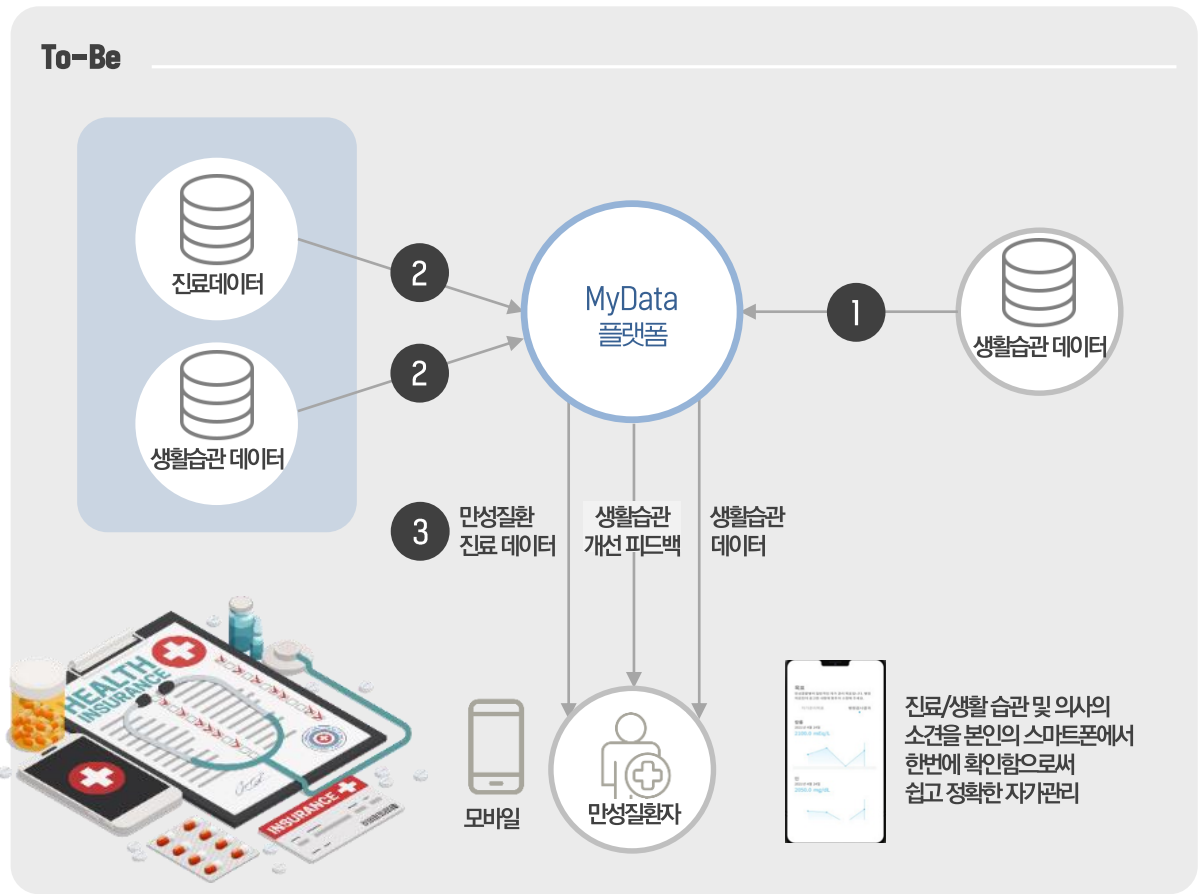 To-Be
진료데이터
생활습관 데이터
2
2
MyData
플랫폼
1
생활습관 데이터
3
만성질환
진료 데이터
생활습관
개선 피드백
생활습관
데이터
HEALTH
INSURANCE
INSURANCE
모바일
만성질환자
진료/생활 습관 및 의사의
소견을 본인의 스마트폰에서
한번에 확인함으로써
쉽고 정확한 자가관리